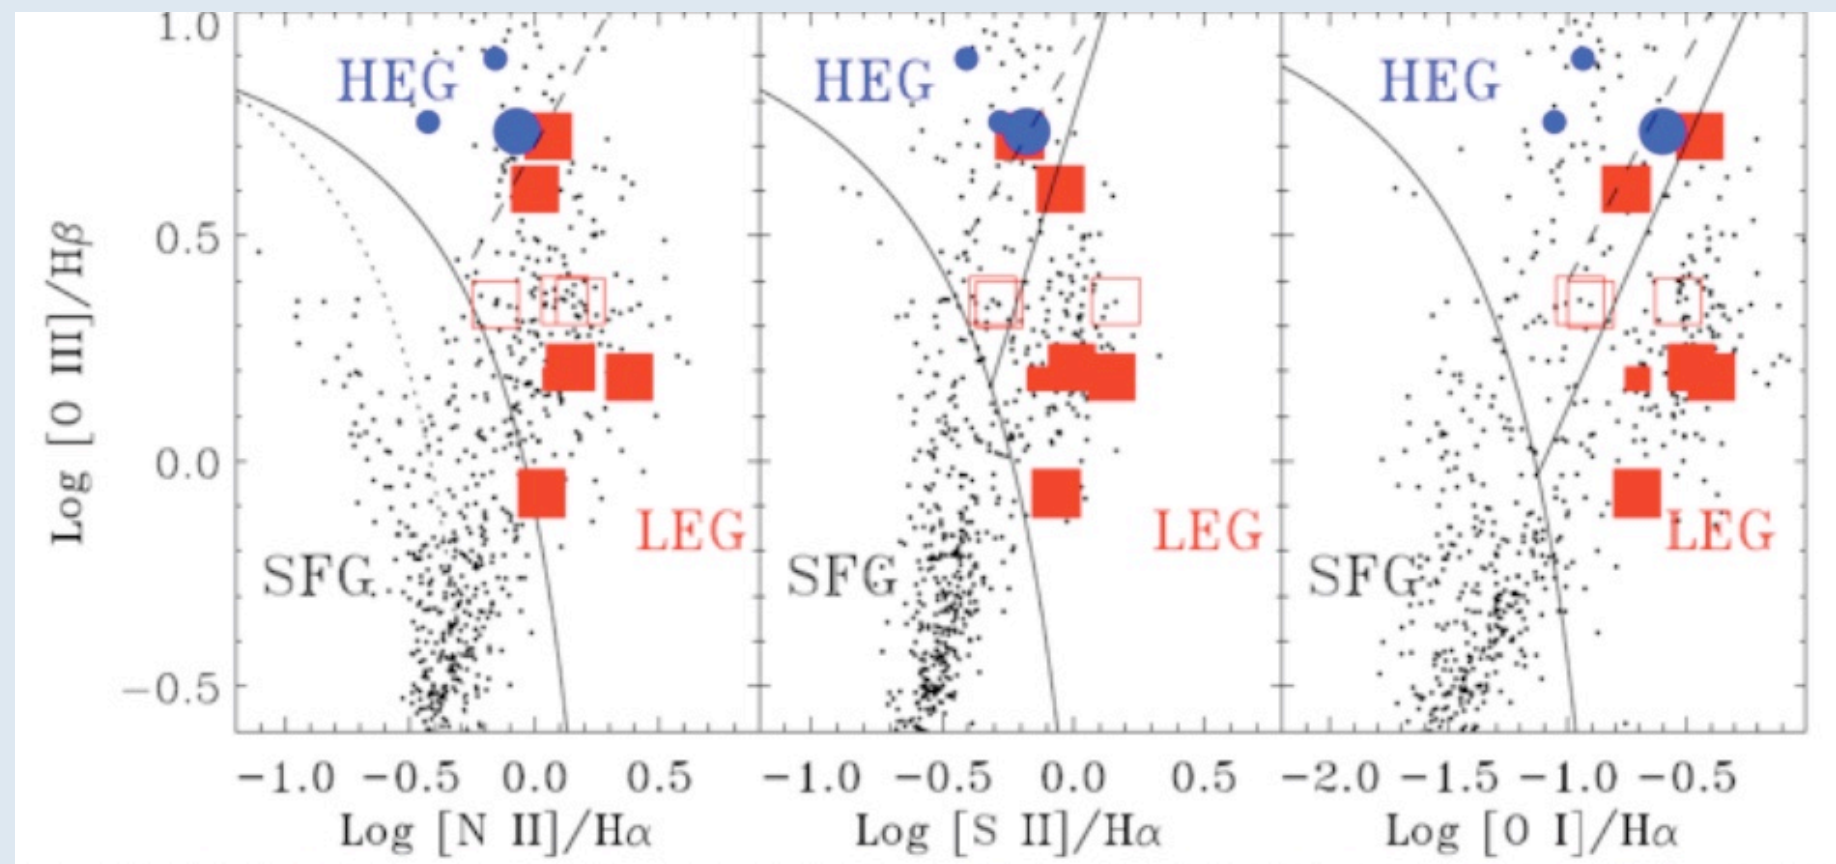 1.0
0.5
0.0
−0.5
Log [O III]/Hβ
HEG
SFG
LEG
HEG
SFG
LEG
HEG
SFG
LEG
−1.0 −0.5 0.0 0.5
−1.0 −0.5 0.0 0.5
−2.0 −1.5 −1.0 −0.5
Log [N II]/Hα
Log [S II]/Hα
Log [O I]/Hα